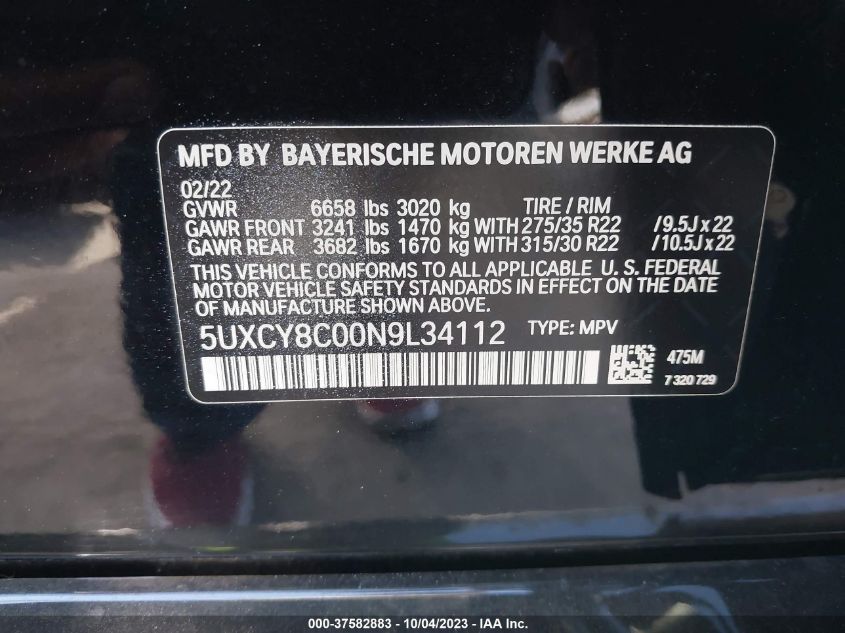 MFD BY BAYERISCHE MOTOREN WERKE AG
02/22
GVWR 6658 lbs 3020 kg TIRE / RIM
GAWR FRONT 3241 lbs 1470 kg WITH 275/35 R22 /9.5J x 22
GAWR REAR 3682 lbs 1670 kg WITH 315/30 R22 /10.5J x 22
THIS VEHICLE CONFORMS TO ALL APPLICABLE U. S. FEDERAL
MOTOR VEHICLE SAFETY STANDARDS IN EFFECT ON THE DATE
OF MANUFACTURE SHOWN ABOVE.
5UXCY8C00N9L34112 TYPE: MPV
475M
7 320 729
000-37582883 - 10/04/2023 - IAA Inc.